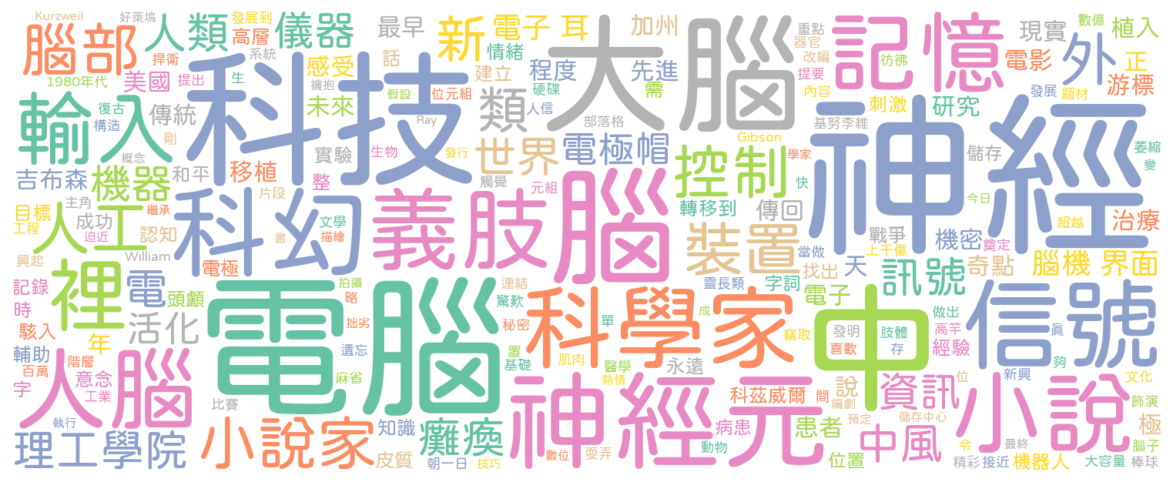 Kurzweil 好萊塢
腦部 人類 儀器 最早 新 電子 耳 加州 大腦 重點 器官 改編 記憶 現實 數億 植入
捍衛 發展到 高層 系統 話 情緒 彷彿 電影 外 正
1980年代 美國 提出 生 感受 建立 程度 先進 提要 內容 發展 題材 游標
輸入 復古 構造 傳統 剛 擁抱 科技 未來 假設 位元組 類 硬碟 人信 需 部落格 刺激 研究
概念 實驗 Ray 生物 發行 世界 電極帽 Gibson 基努李維 儲存 神經 萎縮 變
吉布森 機器 和平 移植 整 觸覺 元組 控制 學家 快
目標 工程 主角 繼承 片段 文學 義肢 腦 轉移到 傳回 今日 超越
人工 迫近 成功 認知 科幻 書 描繪 裝置 當做 戰爭 機密 奠定 治療
興起 William 電極 拍攝 連結 靈長類 字詞 找出 天 上千億 奇點 腦機 界面
裡 電 頭顱 略 驚歎 電子 訊號
記錄 時 駭入 年 活化 拙劣 電腦 秘密 單 成 科學家 竊取 發明 喜歡 中 肢體 存 做出 高竿 經驗 真 信號 夠
輔助 百萬 階層 遺忘 置 基礎 肌肉 醫學 永遠 新興 文化
字 意念 工業 麻省 熱情 科茲威爾 間 說 編劇 資訊 位 飾演
人腦 比賽 知識 神經元 病患 患者 預定 儲存中心 小說 極
理工學院 執行 小說家 癱瘓 皮質 朝一日 技巧 數位 耍弄 動物 位置 中風 令 最終 腦子
精彩 接近 機器人 大容量 棒球